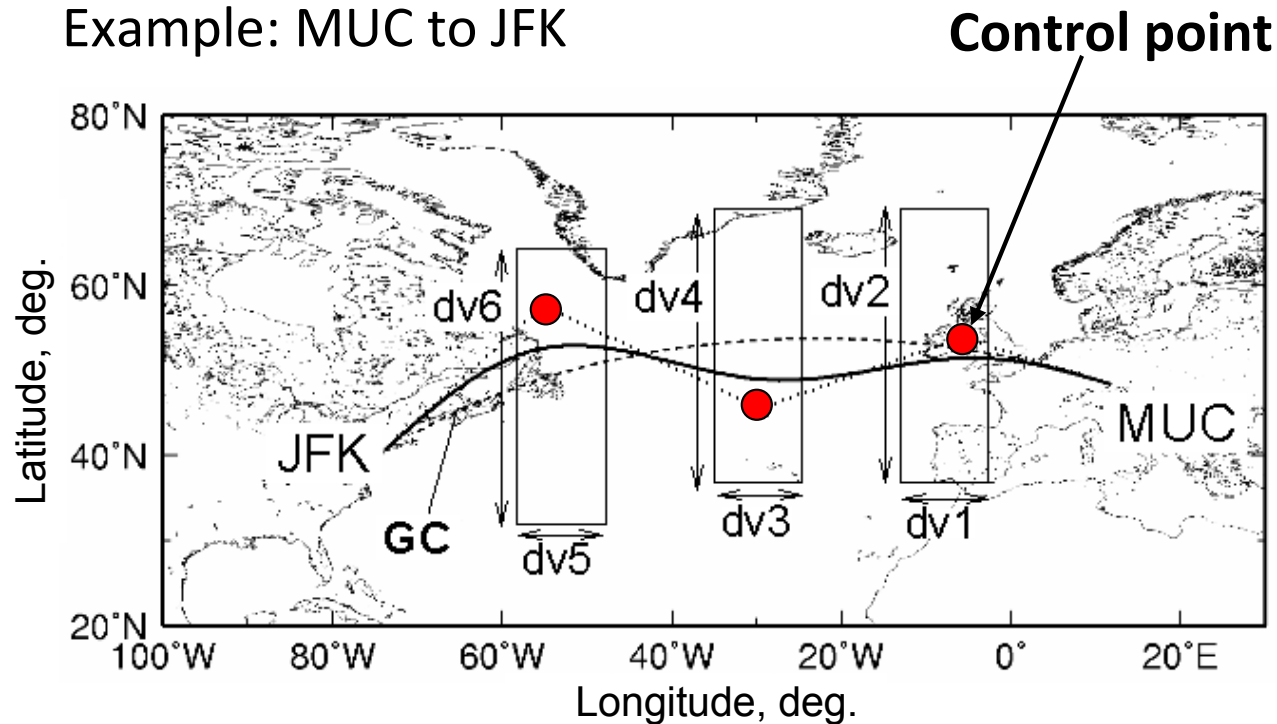 Example: MUC to JFK
Control point
80°N
60°N
40°N
20°N
Latitude, deg.
dv6
dv4
dv2
JFK
MUC
GC
dv5
dv3
dv1
100°W 80°W 60°W 40°W 20°W 0° 20°E
Longitude, deg.